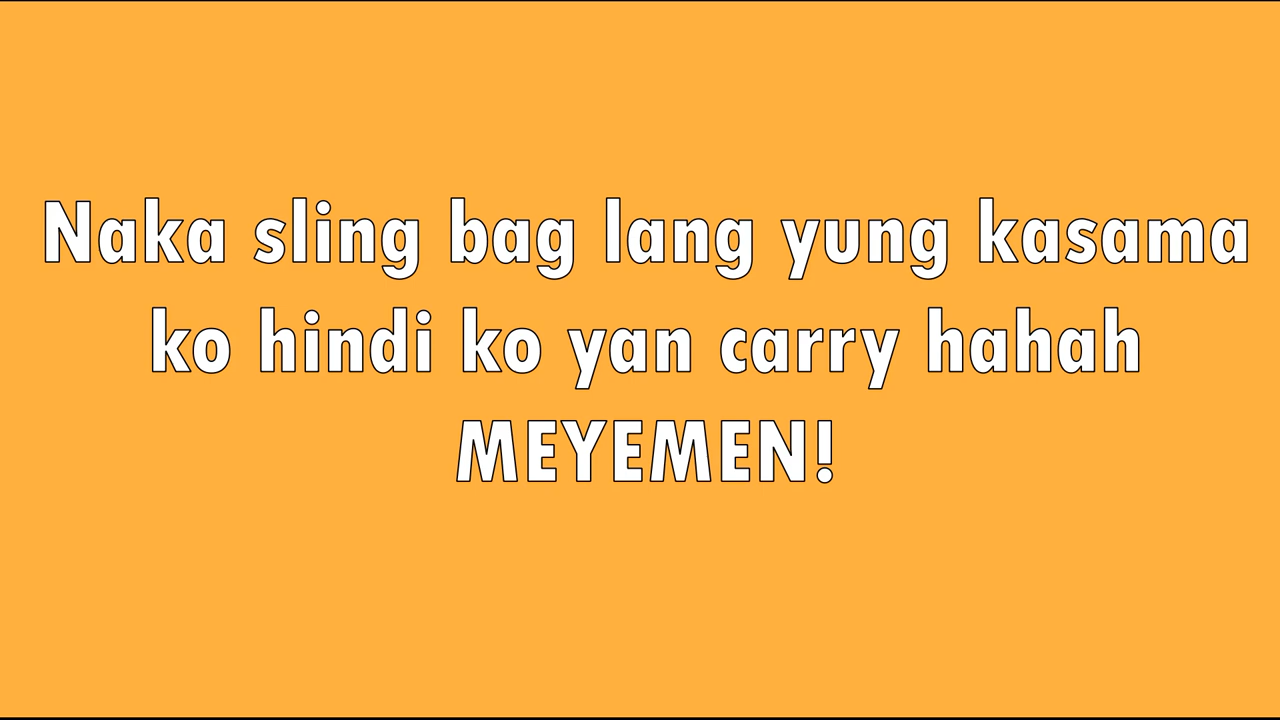 Naka sling bag lang yung kasama
ko hindi ko yan carry hahah
MEYEMEN!